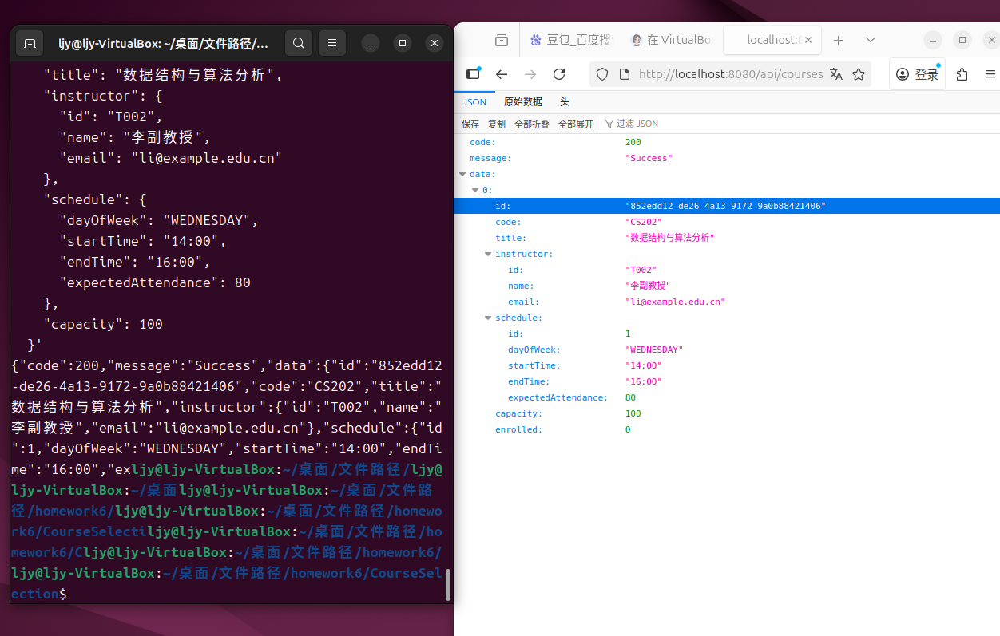 ljy@ljy-VirtualBox: ~/桌面/文件路径/...
"title": "数据结构与算法分析",
"instructor": {
"id": "T002",
"name": "李副教授",
"email": "li@example.edu.cn"
},
"schedule": {
"dayOfWeek": "WEDNESDAY",
"startTime": "14:00",
"endTime": "16:00",
"expectedAttendance": 80
},
"capacity": 100
}'
{"code":200,"message":"Success","data":{"id":"852edd12
-de26-4a13-9172-9a0b88421406","code":"CS202","title":"
数据结构与算法分析","instructor":{"id":"T002","name":"
李副教授","email":"li@example.edu.cn"},"schedule":{"id
":1,"dayOfWeek":"WEDNESDAY","startTime":"14:00","endTi
me":"16:00","exljy@ljy-VirtualBox:~/桌面/文件路径/ljy@
ljy-VirtualBox:~/桌面ljy@ljy-VirtualBox:~/桌面/文件路
径/homework6/ljy@ljy-VirtualBox:~/桌面/文件路径/homewo
rk6/CourseSelectiljy@ljy-VirtualBox:~/桌面/文件路径/ho
mework6/Cljy@ljy-VirtualBox:~/桌面/文件路径/homework6/
ljy@ljy-VirtualBox:~/桌面/文件路径/homework6/CourseSel
ection$
豆包_百度搜
在 VirtualBo
localhost:8
http://localhost:8080/api/courses
登录
JSON 原始数据 头
保存 复制 全部折叠 全部展开 过滤 JSON
code: 200
message: "Success"
data:
0:
id: "852edd12-de26-4a13-9172-9a0b88421406"
code: "CS202"
title: "数据结构与算法分析"
instructor:
id: "T002"
name: "李副教授"
email: "li@example.edu.cn"
schedule:
id: 1
dayOfWeek: "WEDNESDAY"
startTime: "14:00"
endTime: "16:00"
expectedAttendance: 80
capacity: 100
enrolled: 0